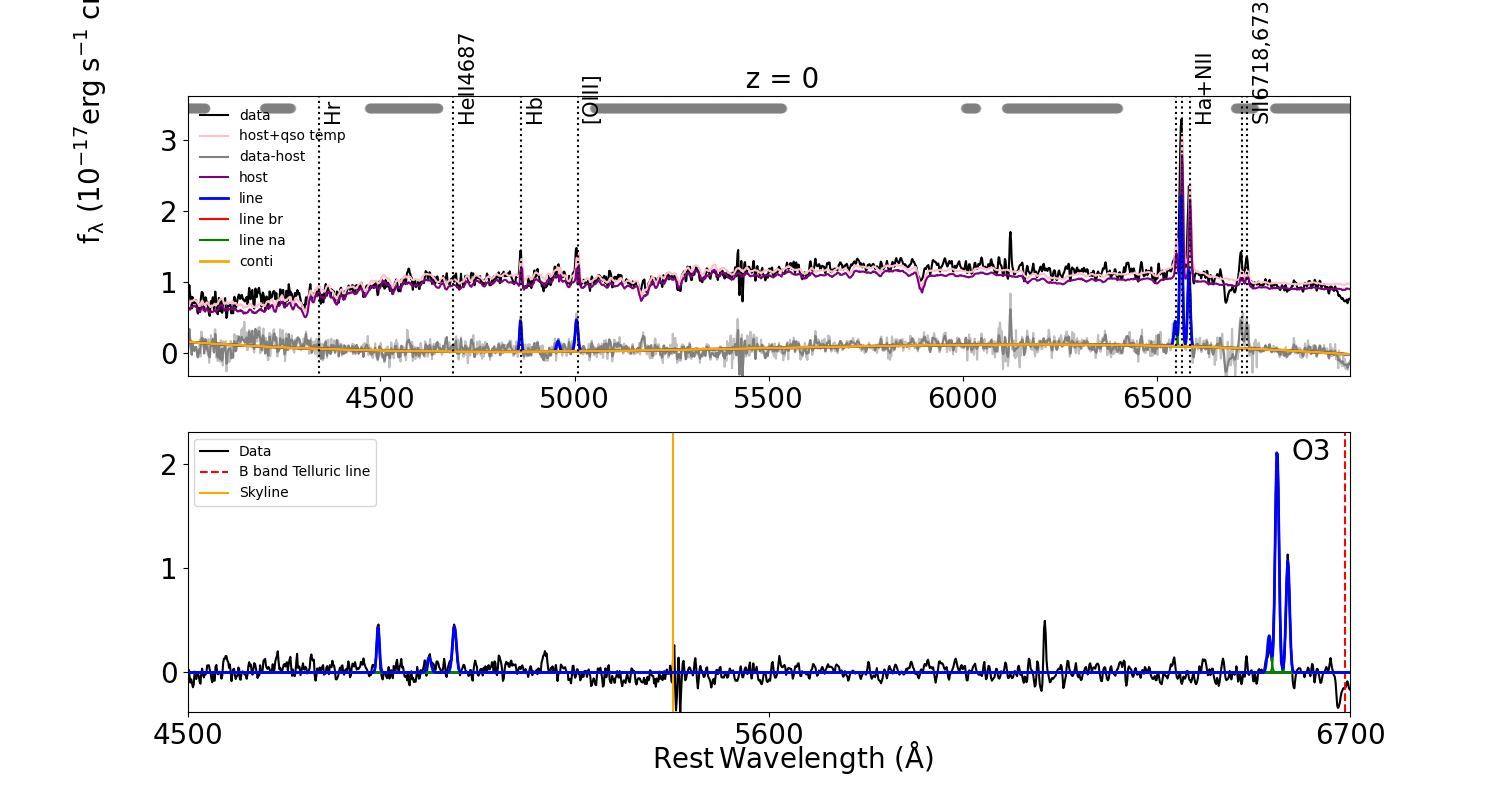 z = 0
f_λ (10^{-17}erg s^{-1} c
Hr
HeII4687
Hb
[OIII]
Ha+NII
SII6718,673
data
host+qso temp
data-host
host
line
line br
line na
conti
3
2
1
0
4500 5000 5500 6000 6500
Data
B band Telluric line
Skyline
O3
2
1
0
4500 5600 6700
Rest Wavelength (Å)